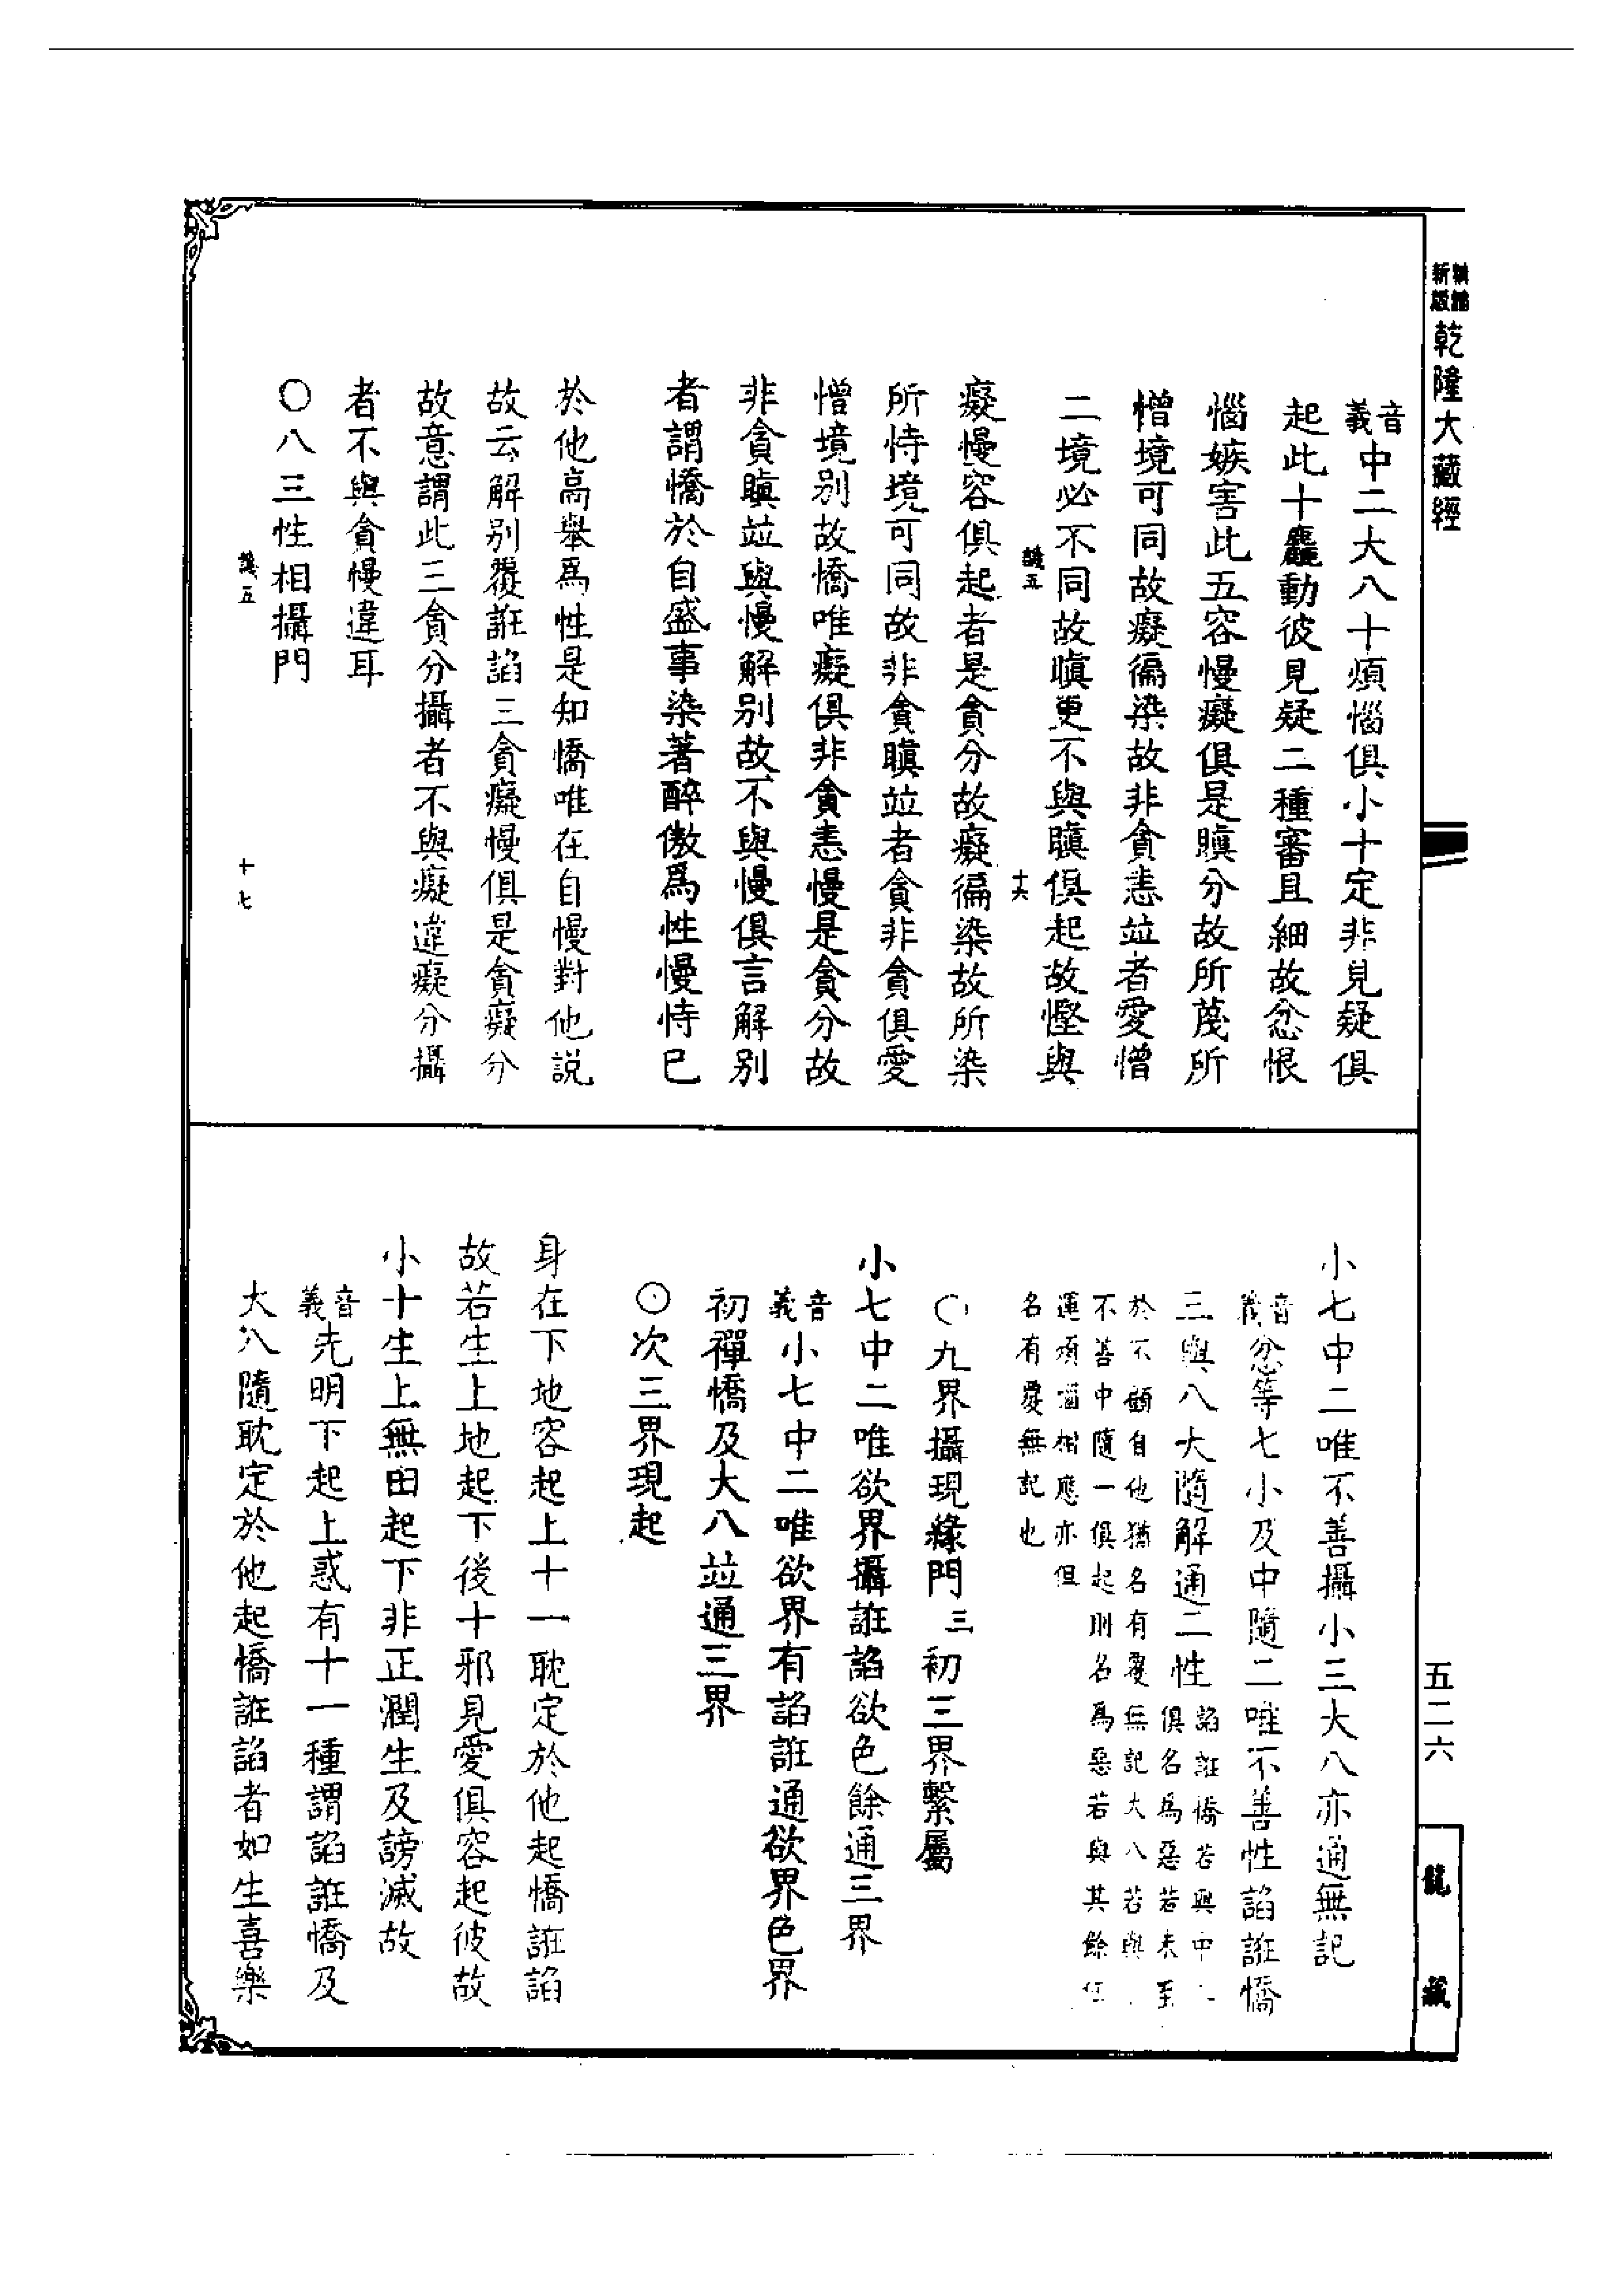 新版
乾隆大藏經
音義中二大八十煩惱俱小十定非見疑俱
起此十麤動彼見疑二種審且細故忿恨
惱嫉害此五容慢癡俱是瞋分故所蔑所
憎境可同故癡徧染故非貪恚竝者愛憎
二境必不同故瞋更不與瞋俱起故慳與
議五
十六
癡慢容俱起者是貪分故癡徧染故所染
所恃境可同故非貪瞋竝者貪非貪俱愛
憎境別故憍唯癡俱非貪恚慢是貪分故
非貪瞋竝與慢解別故不與慢俱言解別
者謂憍於自盛事染著醉傲爲性慢恃已
於他高舉爲性是知憍唯在自慢對他說
故云解別覆誑諂三貪癡慢俱是貪癡分
故意謂此三貪分攝者不與癡違癡分攝
者不與貪慢違耳
○八三性相攝門
議五
十七
小七中二唯不善攝小三大八亦通無記
音義忿等七小及中隨二唯不善性諂誑憍
三與八大隨解通二性諂誑憍若與中二
俱名爲惡若未至
於不顧自他猶名有覆無記大八若與
不善中隨一俱起則名爲惡若與其餘任
運煩惱相應亦但
名有覆無記也
○九界攝現緣門三初三界繫屬
小七中二唯欲界攝誑諂欲色餘通三界
音義小七中二唯欲界有諂誑通欲界色界
初禪憍及大八竝通三界
○次三界現起
身在下地容起上十一耽定於他起憍誑諂
故若生上地起下後十邪見愛俱容起彼故
小十生上無由起下非正潤生及謗滅故
音義先明下起上惑有十一種謂諂誑憍及
大八隨耽定於他起憍誑諂者如生喜樂
五二六
龍藏